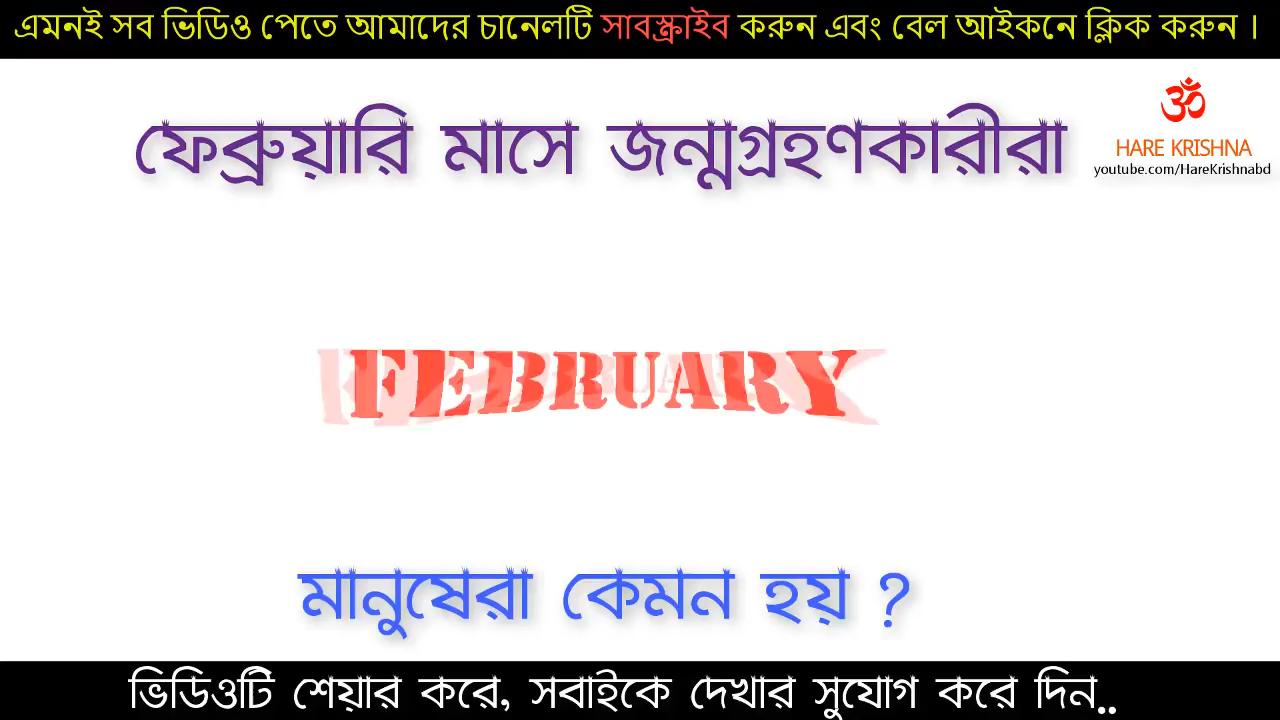 এমনই সব ভিডিও পেতে আমাদের চানেলটি সাবস্ক্রাইব করুন এবং বেল আইকনে ক্লিক করুন ।
ফেব্রুয়ারি মাসে জন্মগ্রহণকারীরা
ॐ
HARE KRISHNA
youtube.com/HareKrishnabd
FEBRUARY
মানুষেরা কেমন হয় ?
ভিডিওটি শেয়ার করে, সবাইকে দেখার সুযোগ করে দিন..